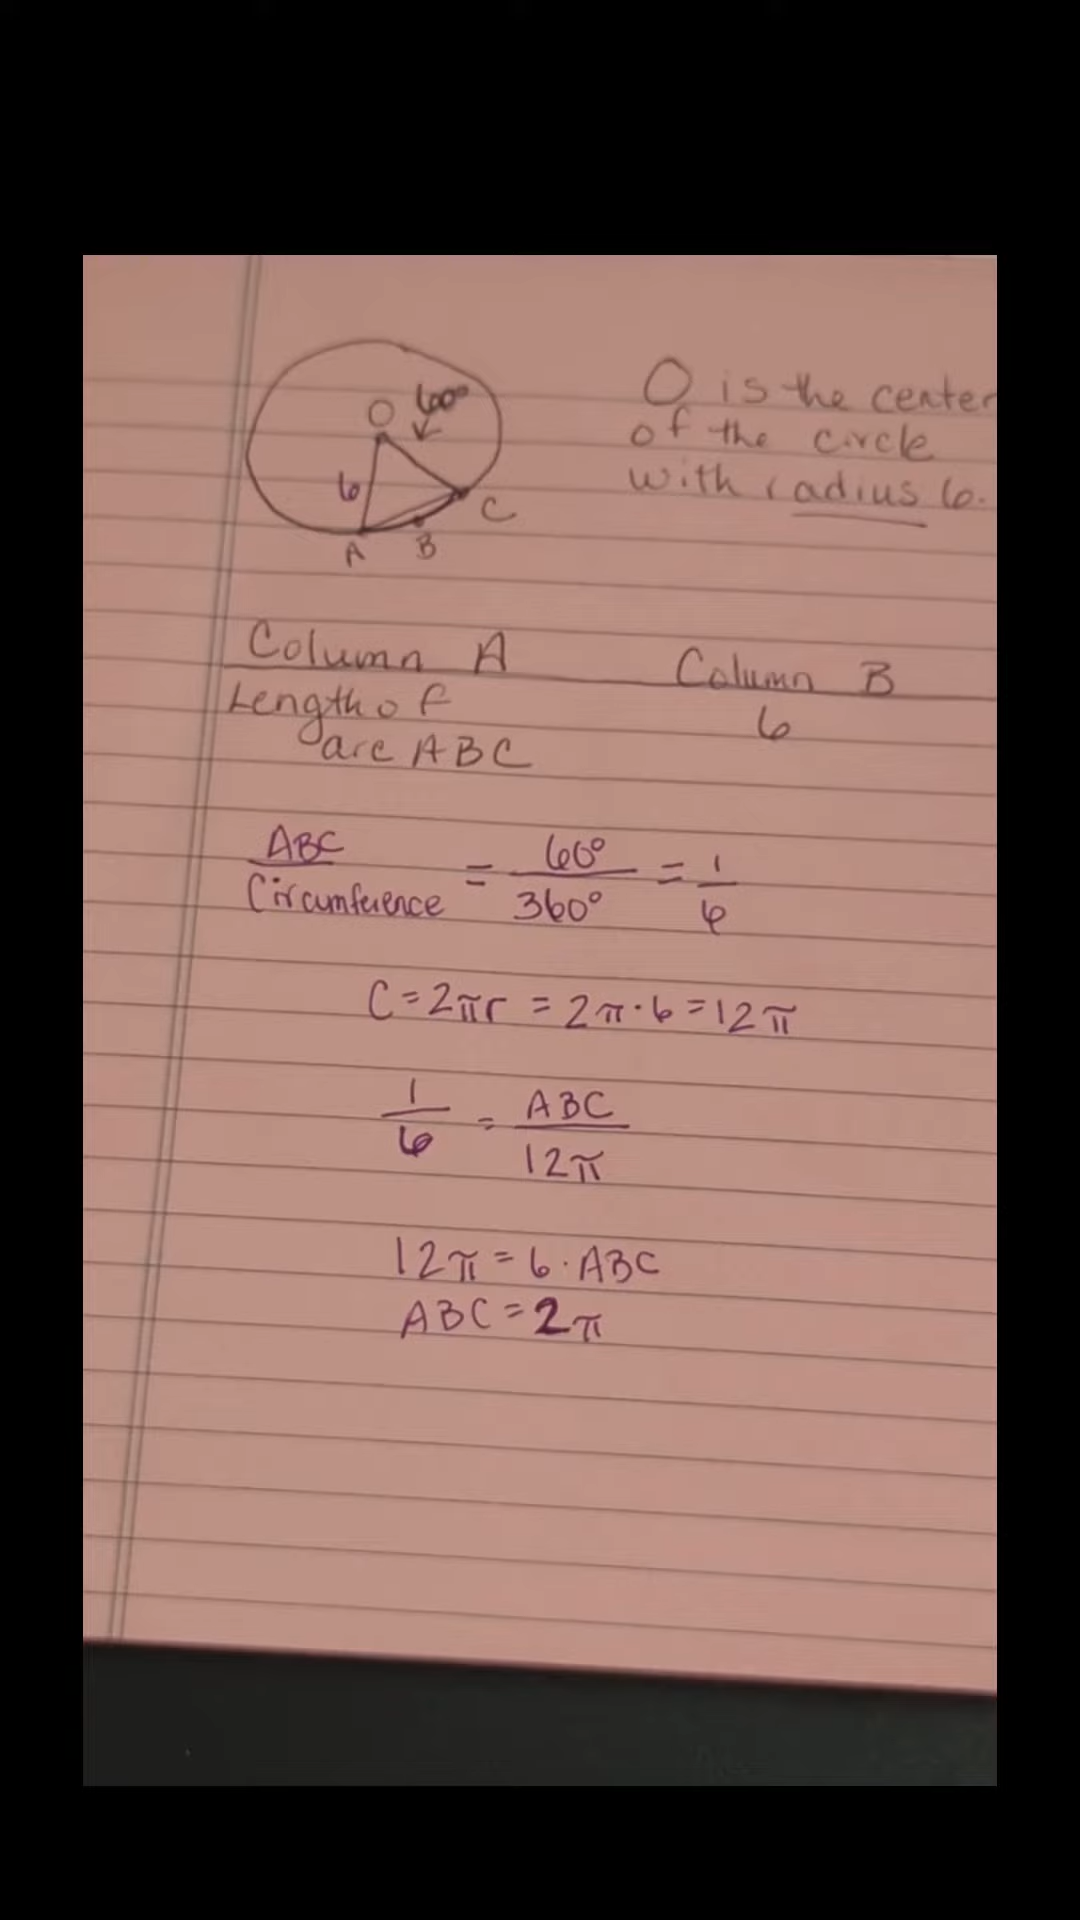 O 60°
6
C
A B
O is the center
of the circle
with radius 6.
Column A Column B
Length of 6
arc ABC
ABC/Circumference = 60°/360° = 1/6
C = 2πr = 2π·6 = 12π
1/6 = ABC/12π
12π = 6·ABC
ABC = 2π